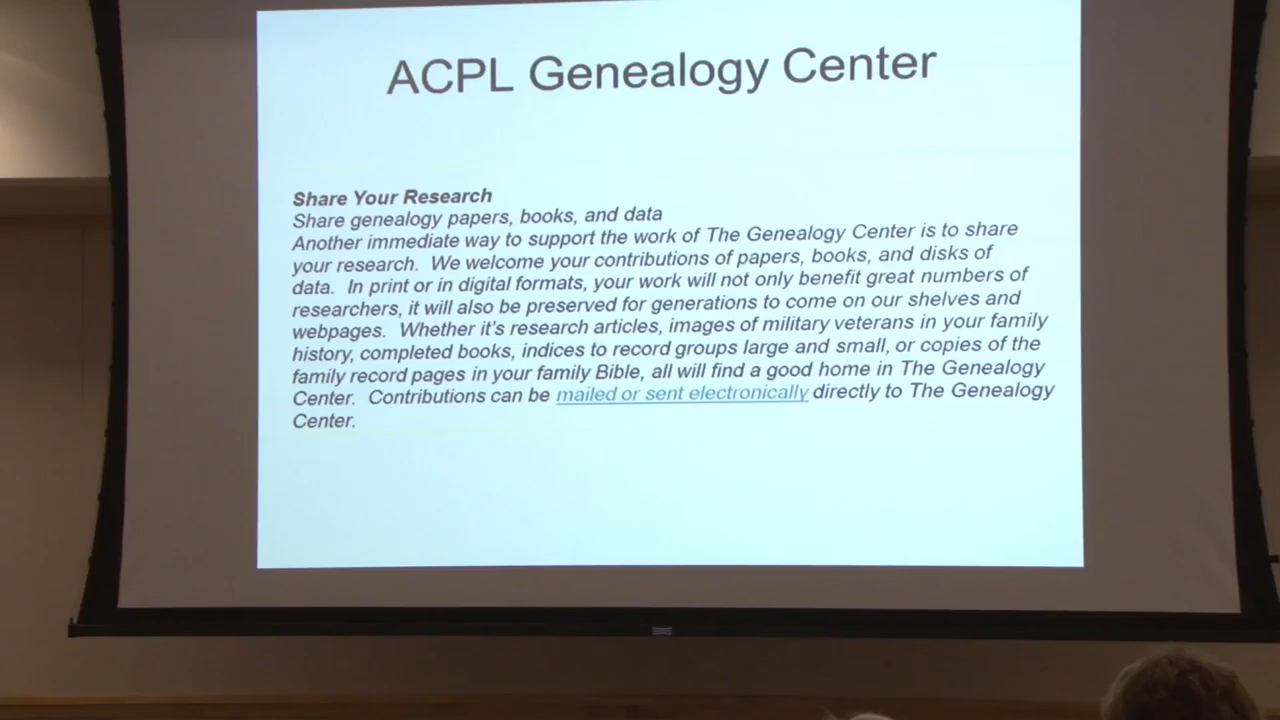 ACPL Genealogy Center
Share Your Research
Share genealogy papers, books, and data
Another immediate way to support the work of The Genealogy Center is to share
your research.  We welcome your contributions of papers, books, and disks of
data.  In print or in digital formats, your work will not only benefit great numbers of
researchers, it will also be preserved for generations to come on our shelves and
webpages.  Whether it's research articles, images of military veterans in your family
history, completed books, indices to record groups large and small, or copies of the
family record pages in your family Bible, all will find a good home in The Genealogy
Center.  Contributions can be mailed or sent electronically directly to The Genealogy
Center.